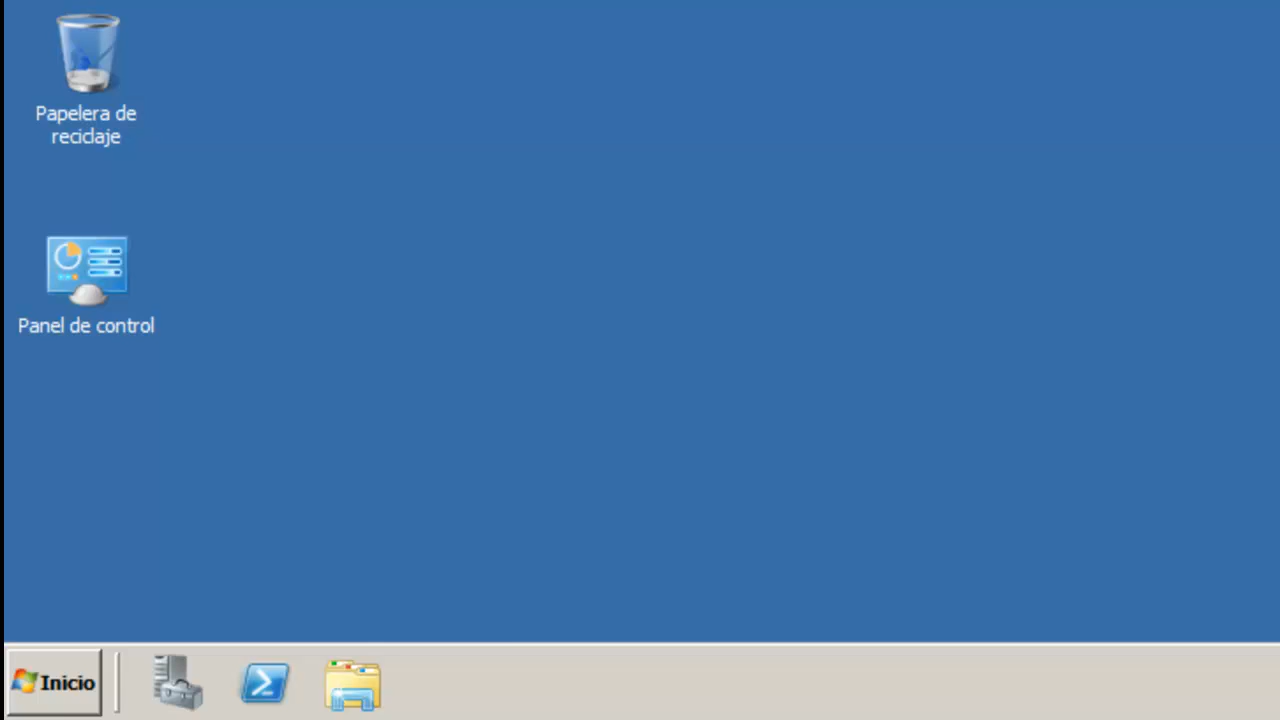 Papelera de
reciclaje
Panel de control
Inicio